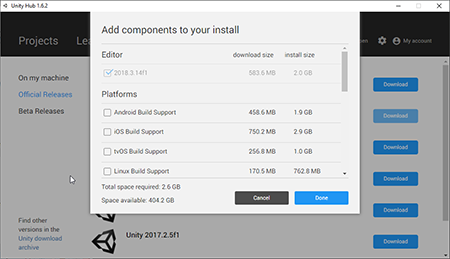 Unity Hub 1.6.2
Projects
Le
My account
Add components to your install
Editor download size install size
2018.3.14f1 583.6 MB 2.0 GB
Platforms
Android Build Support 458.6 MB 1.9 GB
iOS Build Support 750.2 MB 2.9 GB
tvOS Build Support 256.8 MB 1.0 GB
Linux Build Support 170.5 MB 762.8 MB
Total space required: 2.6 GB
Space available: 404.2 GB
Cancel
Done
On my machine
Official Releases
Beta Releases
Download
Download
Download
Download
Download
Download
Find other
versions in the
Unity download
archive
Unity 2017.2.5f1